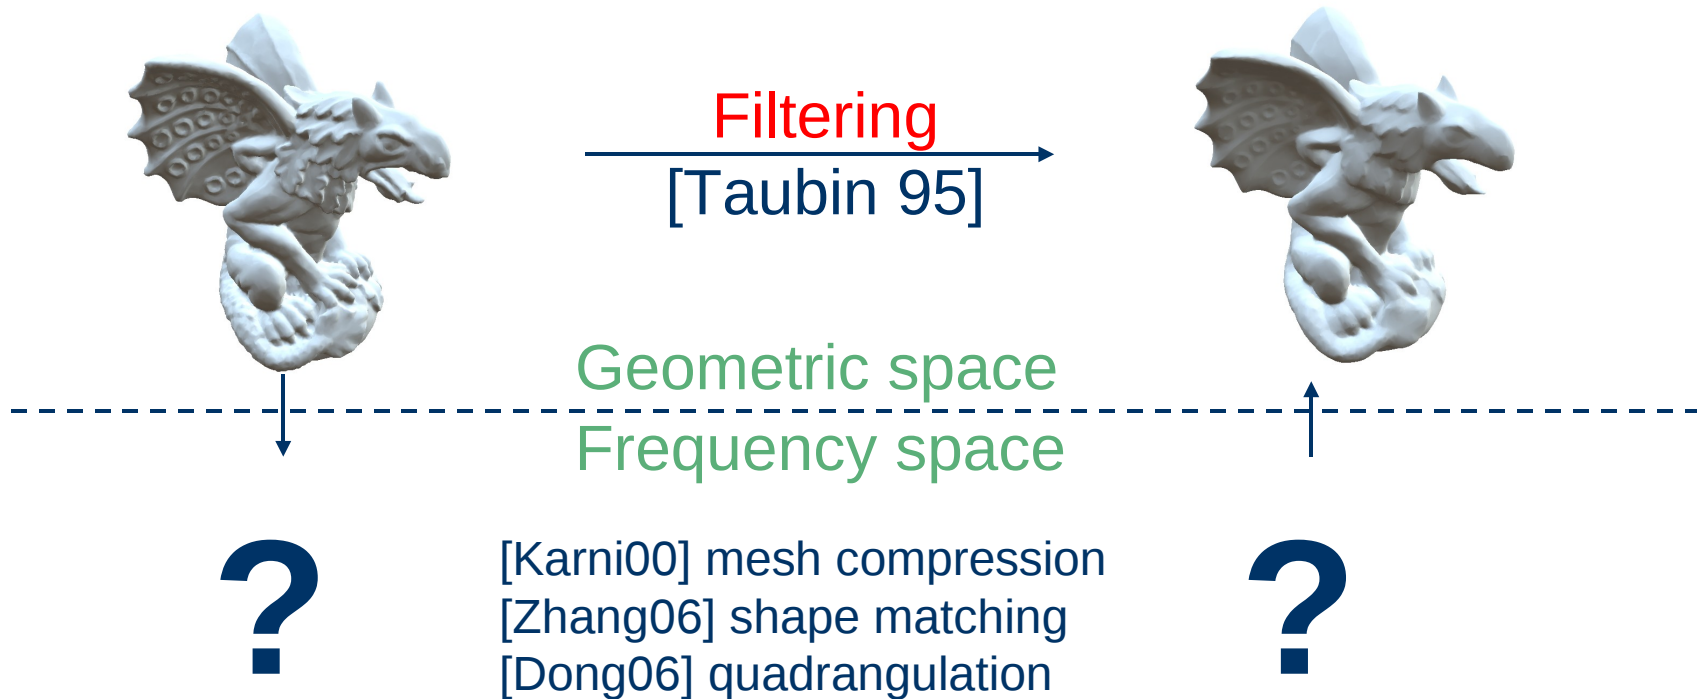 Filtering
[Taubin 95]
Geometric space
Frequency space
?
?
[Karni00] mesh compression
[Zhang06] shape matching
[Dong06] quadrangulation